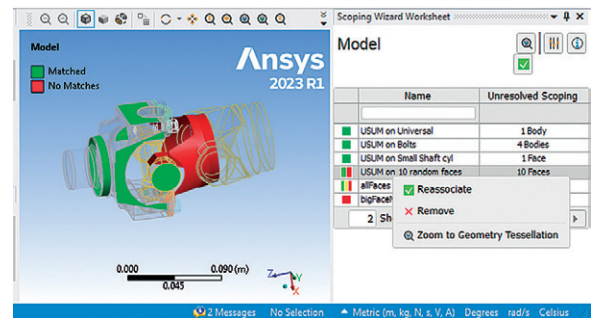 Scoping Wizard Worksheet
Model
Matched
No Matches
Ansys
2023 R1
0.000
0.090 (m)
0.045
Z
Y
X
Model
Name
Unresolved Scoping
USUM on Universal
1 Body
USUM on Bolts
4 Bodies
USUM on Small Shaft cyl
1 Face
USUM on 10 random faces
10 Faces
allFaces
2 Sh
Reassociate
Remove
Zoom to Geometry Tessellation
2 Messages
No Selection
Metric (m, kg, N, s, V, A)
Degrees
rad/s
Celsius